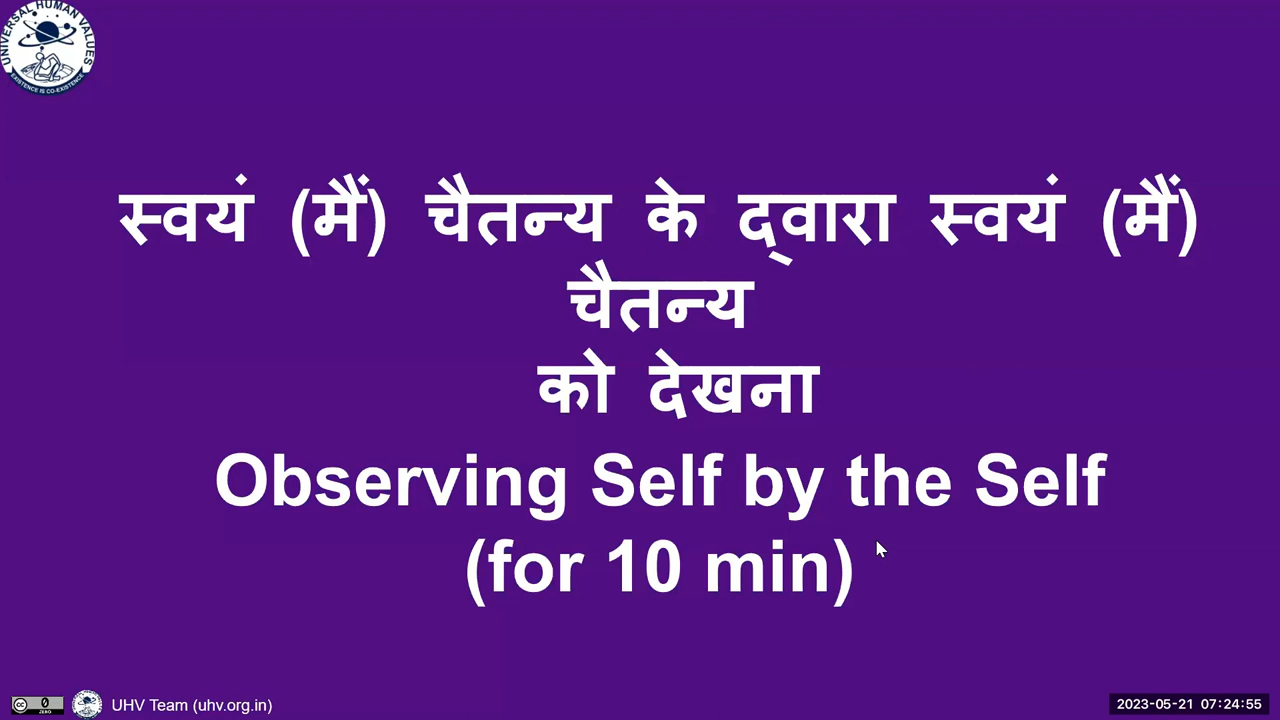 UNIVERSAL HUMAN VALUES
EXISTENCE IS CO-EXISTENCE
स्वयं (मैं) चैतन्य के द्वारा स्वयं (मैं)
चैतन्य
को देखना
Observing Self by the Self
(for 10 min)
UHV Team (uhv.org.in)
2023-05-21 07:24:55